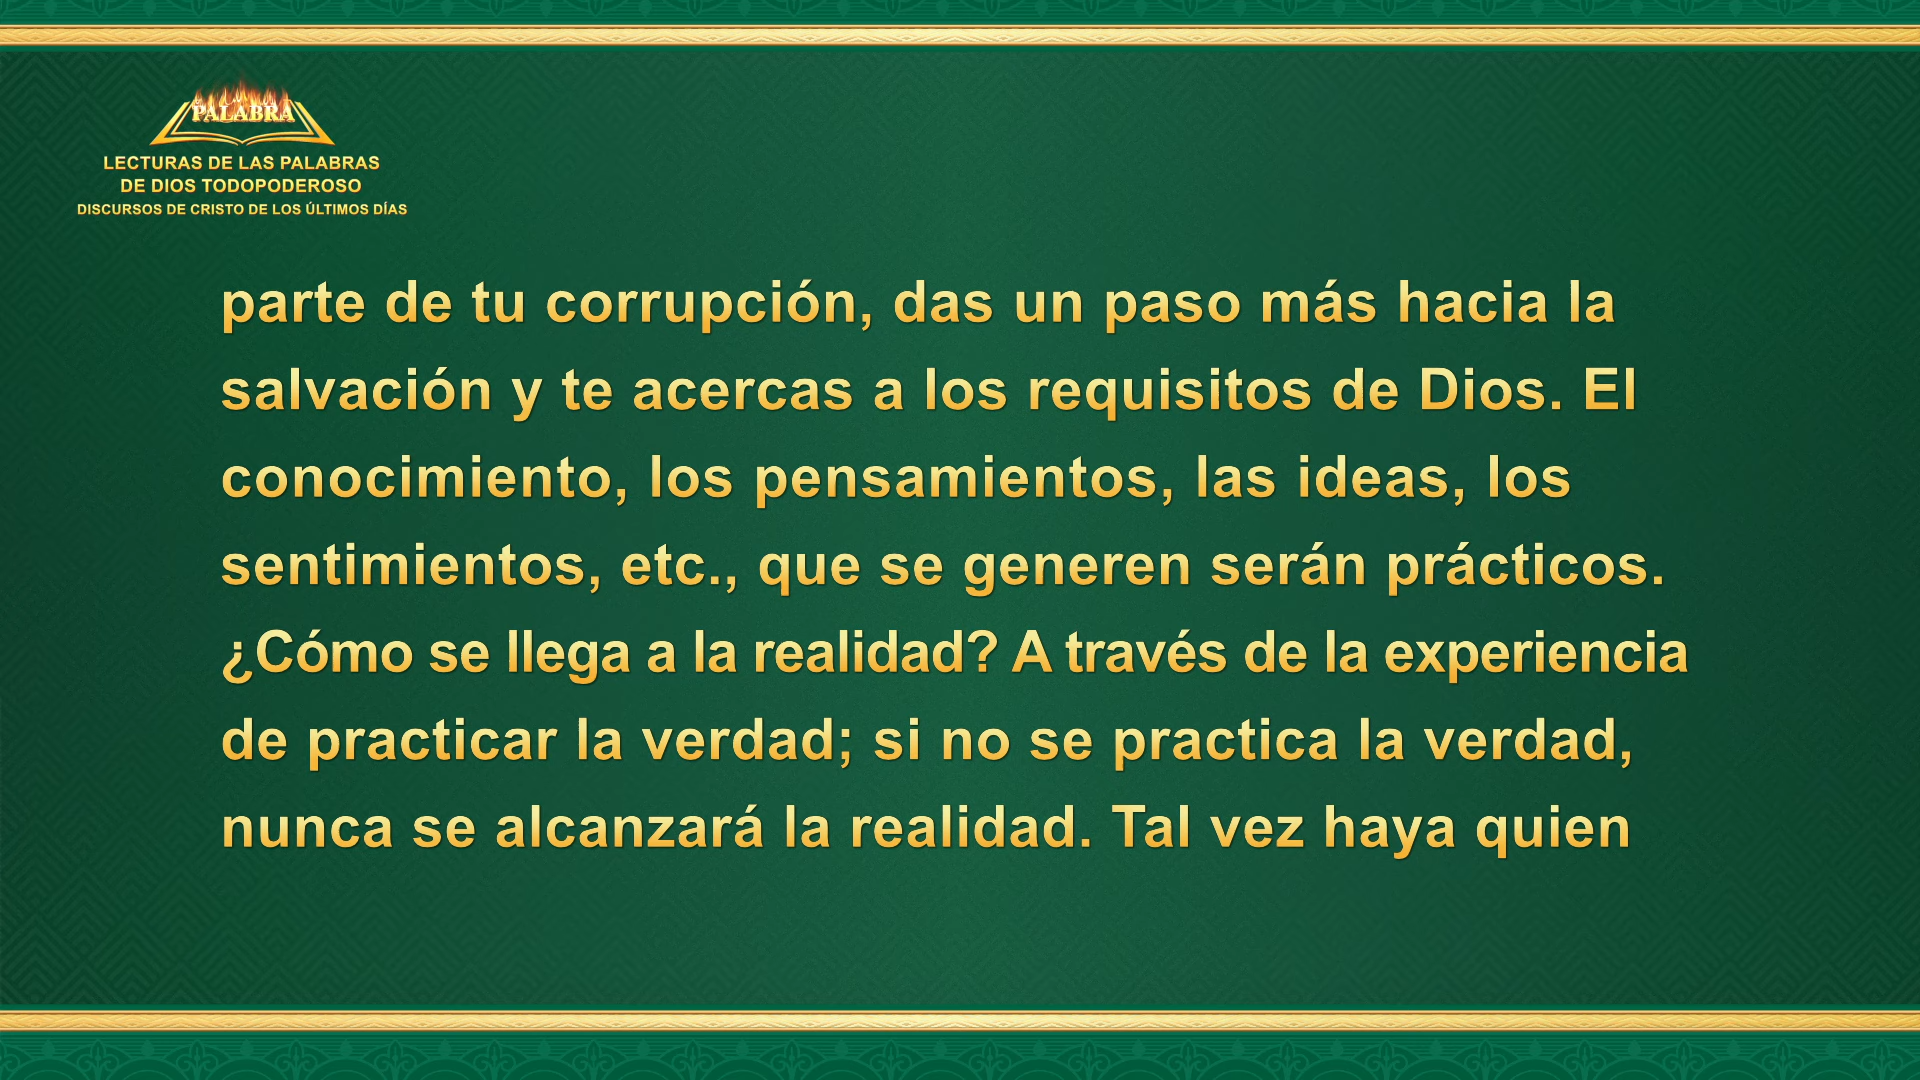 PALABRA
LECTURAS DE LAS PALABRAS
DE DIOS TODOPODEROSO
DISCURSOS DE CRISTO DE LOS ÚLTIMOS DÍAS
parte de tu corrupción, das un paso más hacia la
salvación y te acercas a los requisitos de Dios. El
conocimiento, los pensamientos, las ideas, los
sentimientos, etc., que se generen serán prácticos.
¿Cómo se llega a la realidad? A través de la experiencia
de practicar la verdad; si no se practica la verdad,
nunca se alcanzará la realidad. Tal vez haya quien